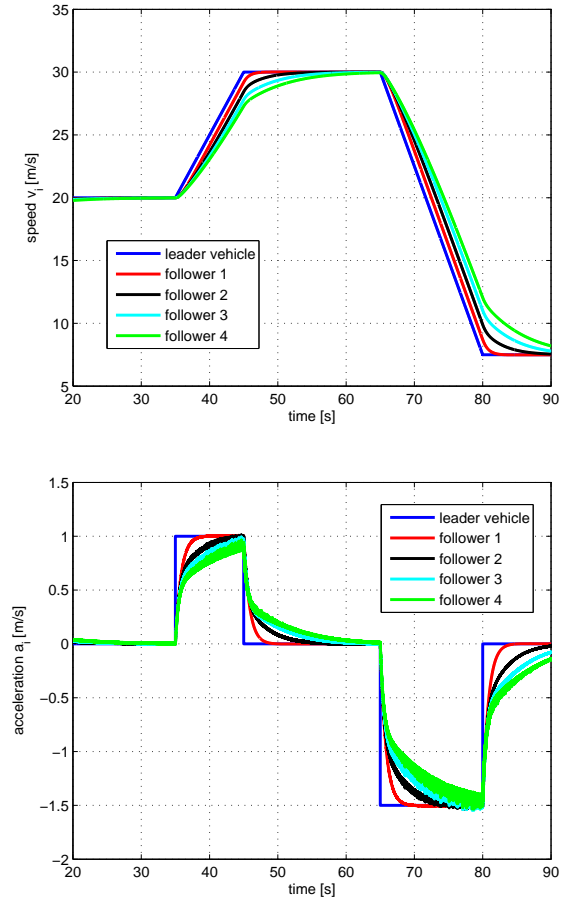 35
30
25
20
15
10
5
speed v_i [m/s]
leader vehicle
follower 1
follower 2
follower 3
follower 4
20 30 40 50 60 70 80 90
time [s]
1.5
1
0.5
0
−0.5
−1
−1.5
−2
acceleration a_i [m/s]
leader vehicle
follower 1
follower 2
follower 3
follower 4
20 30 40 50 60 70 80 90
time [s]